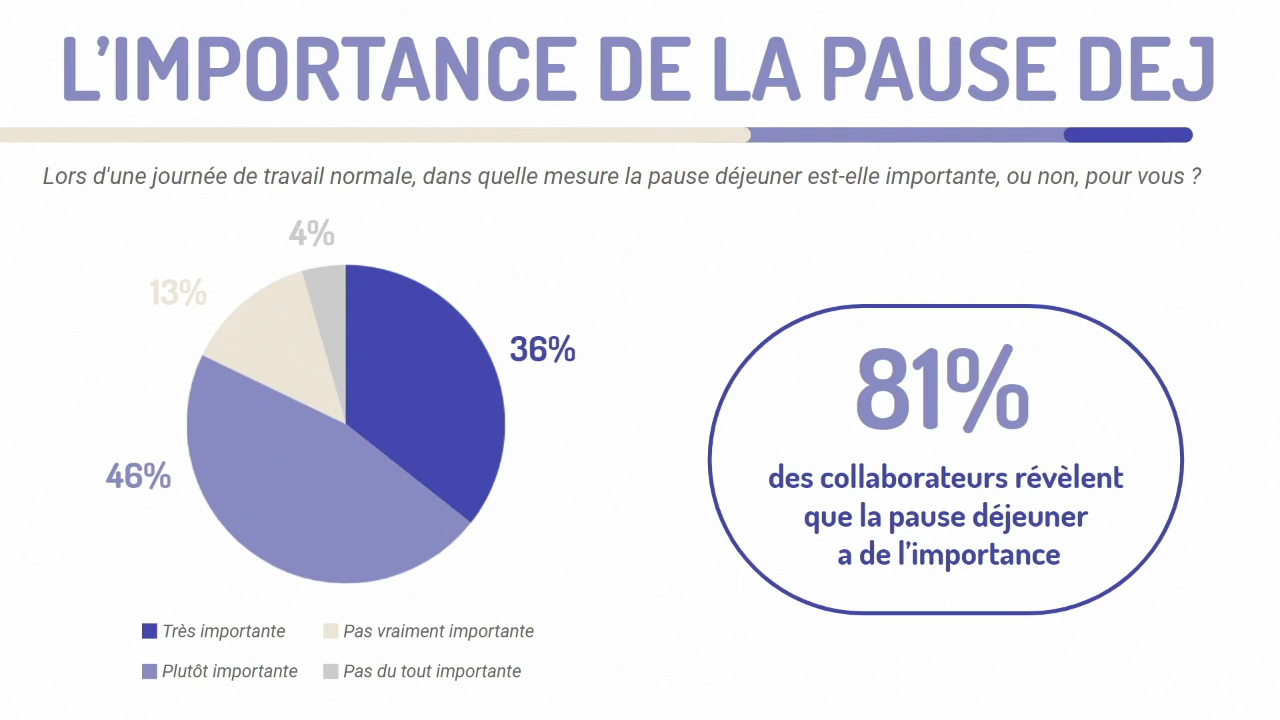 L’IMPORTANCE DE LA PAUSE DEJ
Lors d'une journée de travail normale, dans quelle mesure la pause déjeuner est-elle importante, ou non, pour vous ?
4%
13%
36%
46%
81%
des collaborateurs révèlent
que la pause déjeuner
a de l’importance
Très importante
Pas vraiment importante
Plutôt importante
Pas du tout importante